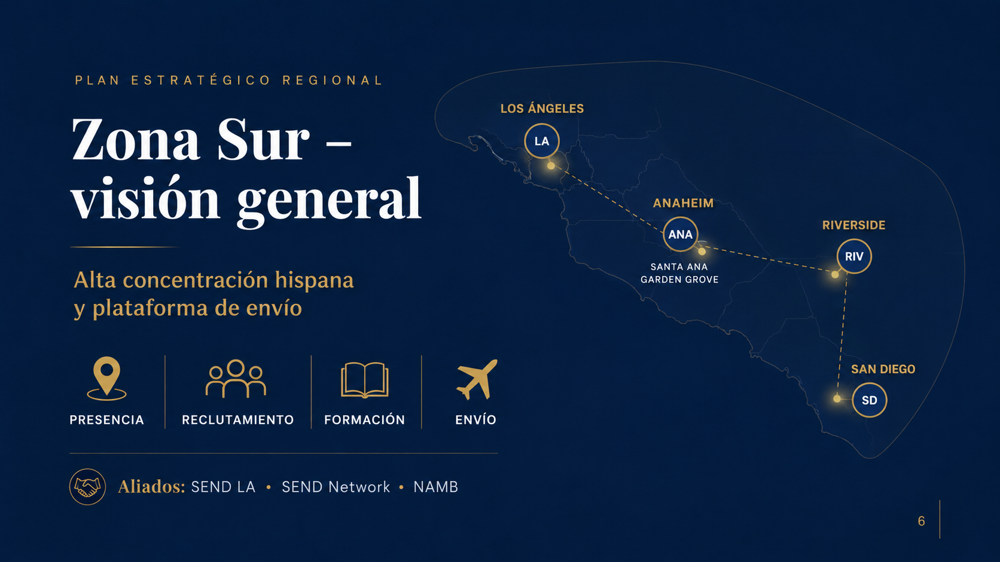 PLAN ESTRATÉGICO REGIONAL
Zona Sur –
visión general
Alta concentración hispana
y plataforma de envío
PRESENCIA
RECLUTAMIENTO
FORMACIÓN
ENVÍO
Aliados: SEND LA • SEND Network • NAMB
LOS ÁNGELES
LA
ANAHEIM
ANA
SANTA ANA
GARDEN GROVE
RIVERSIDE
RIV
SAN DIEGO
SD
6